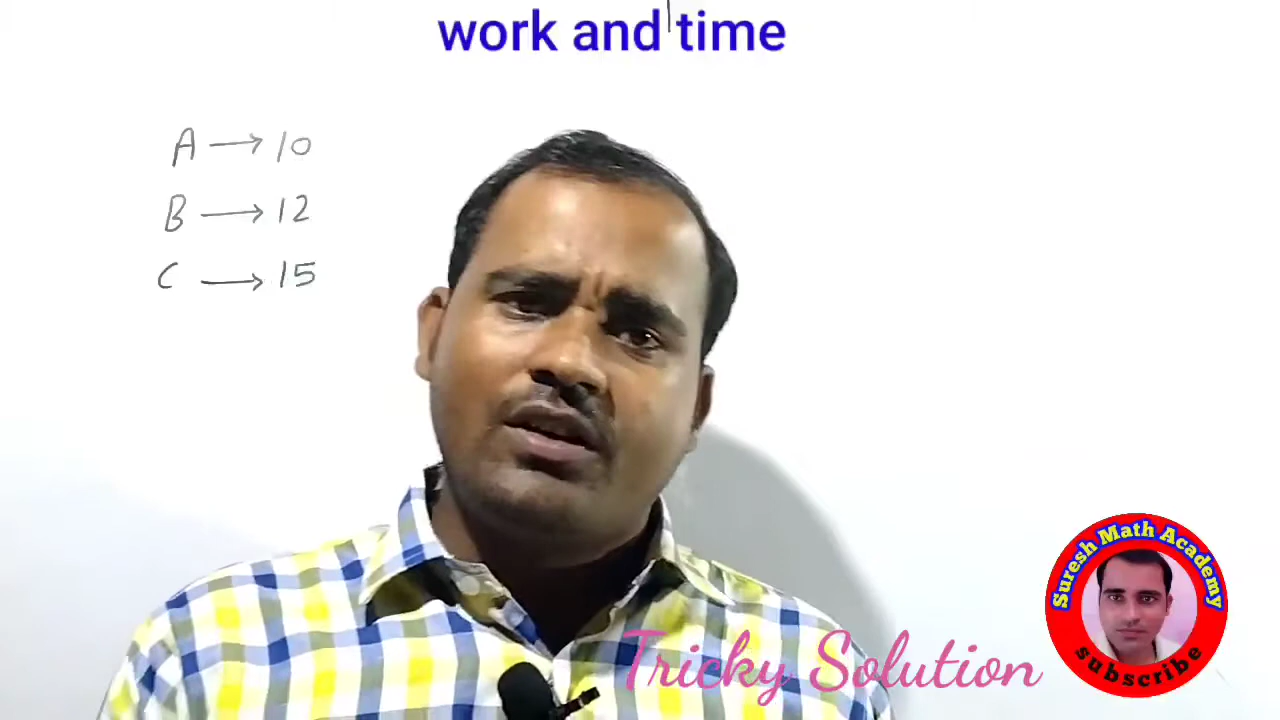 work and time
A → 10
B → 12
C → 15
Suresh Math Academy
subscribe
Tricky Solution